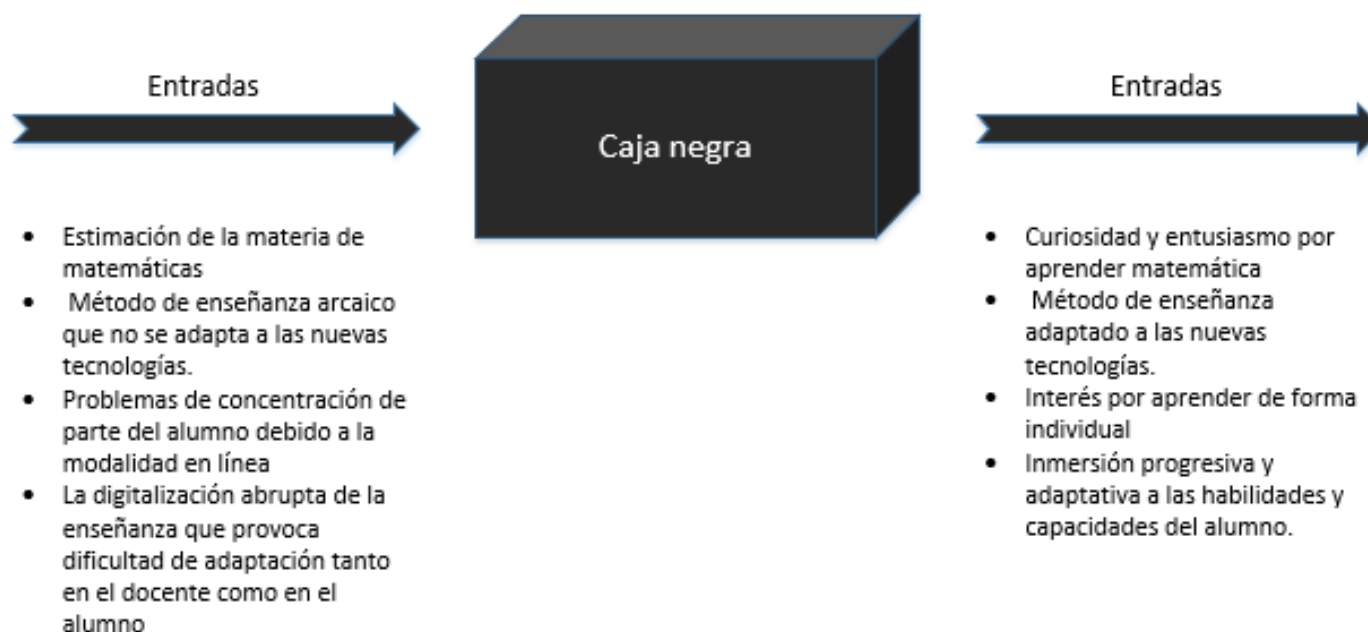 Entradas
• Estimación de la materia de
matemáticas
• Método de enseñanza arcaico
que no se adapta a las nuevas
tecnologías.
• Problemas de concentración de
parte del alumno debido a la
modalidad en línea
• La digitalización abrupta de la
enseñanza que provoca
dificultad de adaptación tanto
en el docente como en el
alumno
Caja negra
Entradas
• Curiosidad y entusiasmo por
aprender matemática
• Método de enseñanza
adaptado a las nuevas
tecnologías.
• Interés por aprender de forma
individual
• Inmersión progresiva y
adaptativa a las habilidades y
capacidades del alumno.